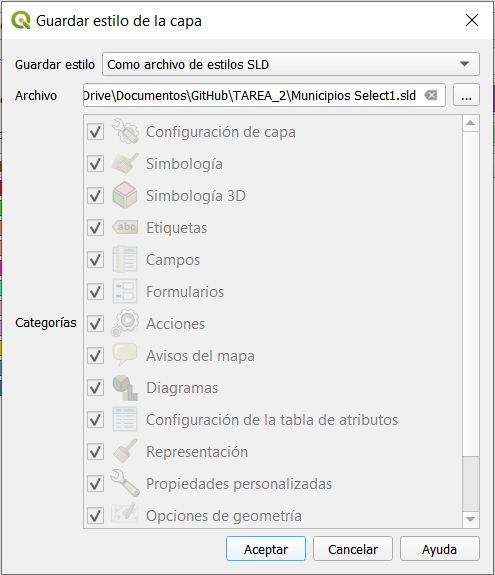 Guardar estilo de la capa
Guardar estilo Como archivo de estilos SLD
Archivo Drive\Documentos\GitHub\TAREA_2\Municipios Select1.sld ...
Configuración de capa
Simbología
Simbología 3D
abc Etiquetas
Campos
Formularios
Categorías
Acciones
Avisos del mapa
Diagramas
Configuración de la tabla de atributos
Representación
Propiedades personalizadas
Opciones de geometría
Aceptar Cancelar Ayuda